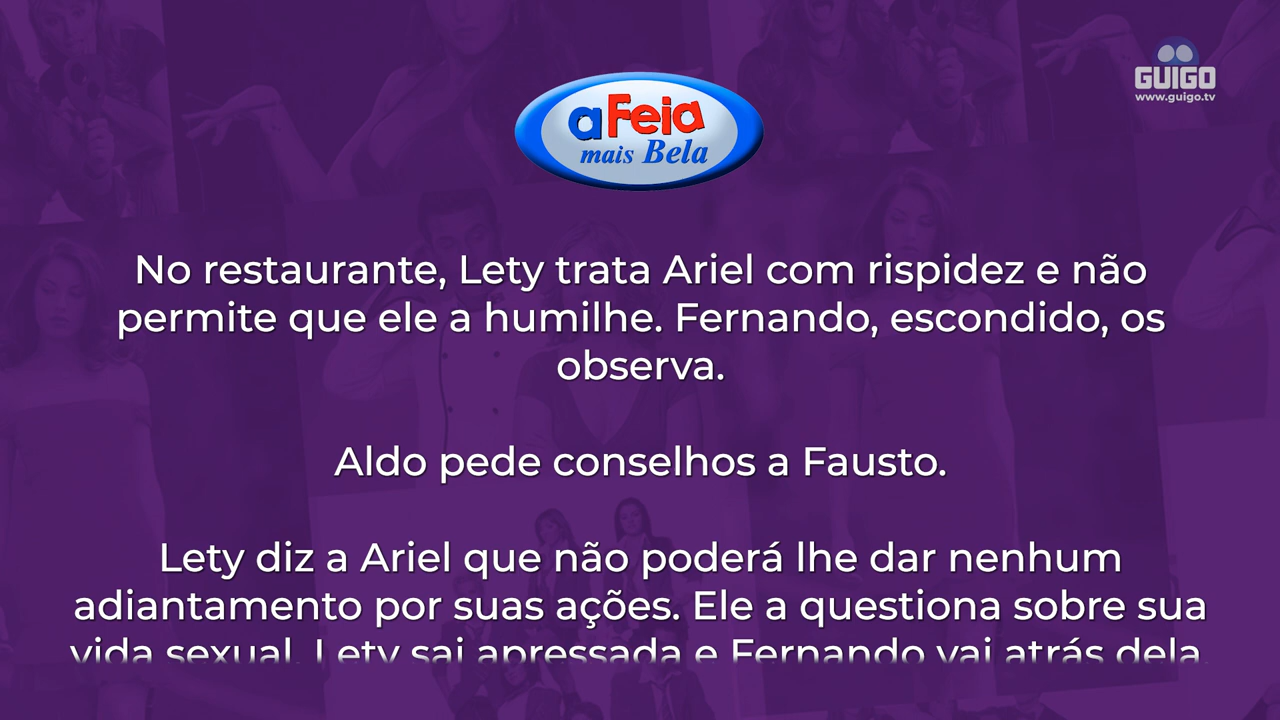 GUIGO
www.guigo.tv
a Feia
mais Bela
No restaurante, Lety trata Ariel com rispidez e não
permite que ele a humilhe. Fernando, escondido, os
observa.
Aldo pede conselhos a Fausto.
Lety diz a Ariel que não poderá lhe dar nenhum
adiantamento por suas ações. Ele a questiona sobre sua
vida sexual. Lety sai apressada e Fernando vai atrás dela.